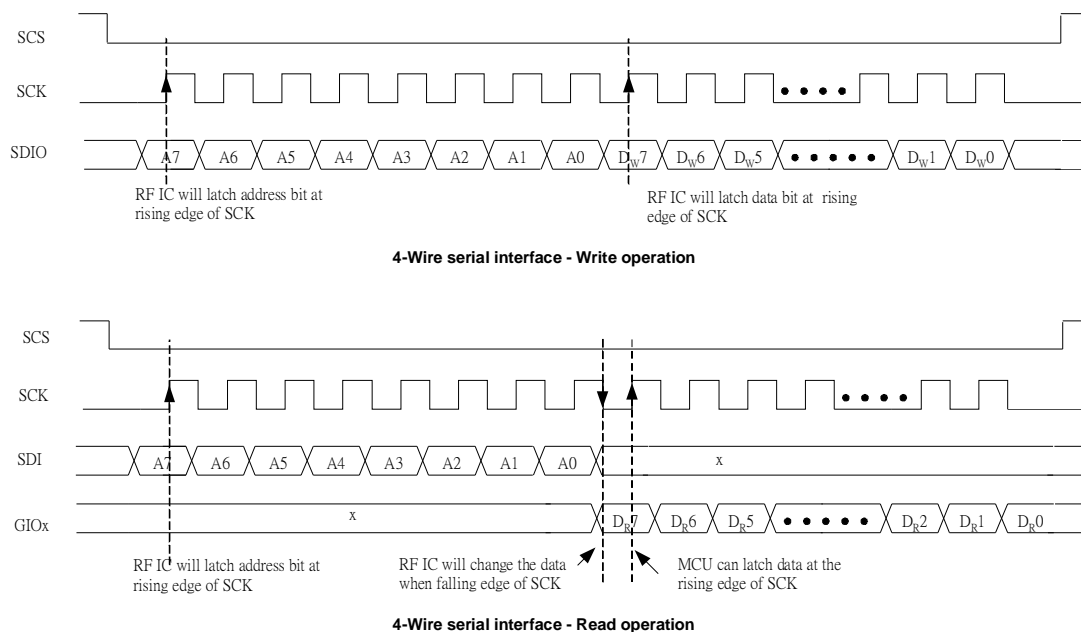 SCS
SCK
SDIO
A7 A6 A5 A4 A3 A2 A1 A0 DW7 DW6 DW5 DW1 DW0
RF IC will latch address bit at
rising edge of SCK
RF IC will latch data bit at rising
edge of SCK
4-Wire serial interface - Write operation
SCS
SCK
SDI
A7 A6 A5 A4 A3 A2 A1 A0 x
GIOx
x DR7 DR6 DR5 DR2 DR1 DR0
RF IC will latch address bit at
rising edge of SCK
RF IC will change the data
when falling edge of SCK
MCU can latch data at the
rising edge of SCK
4-Wire serial interface - Read operation